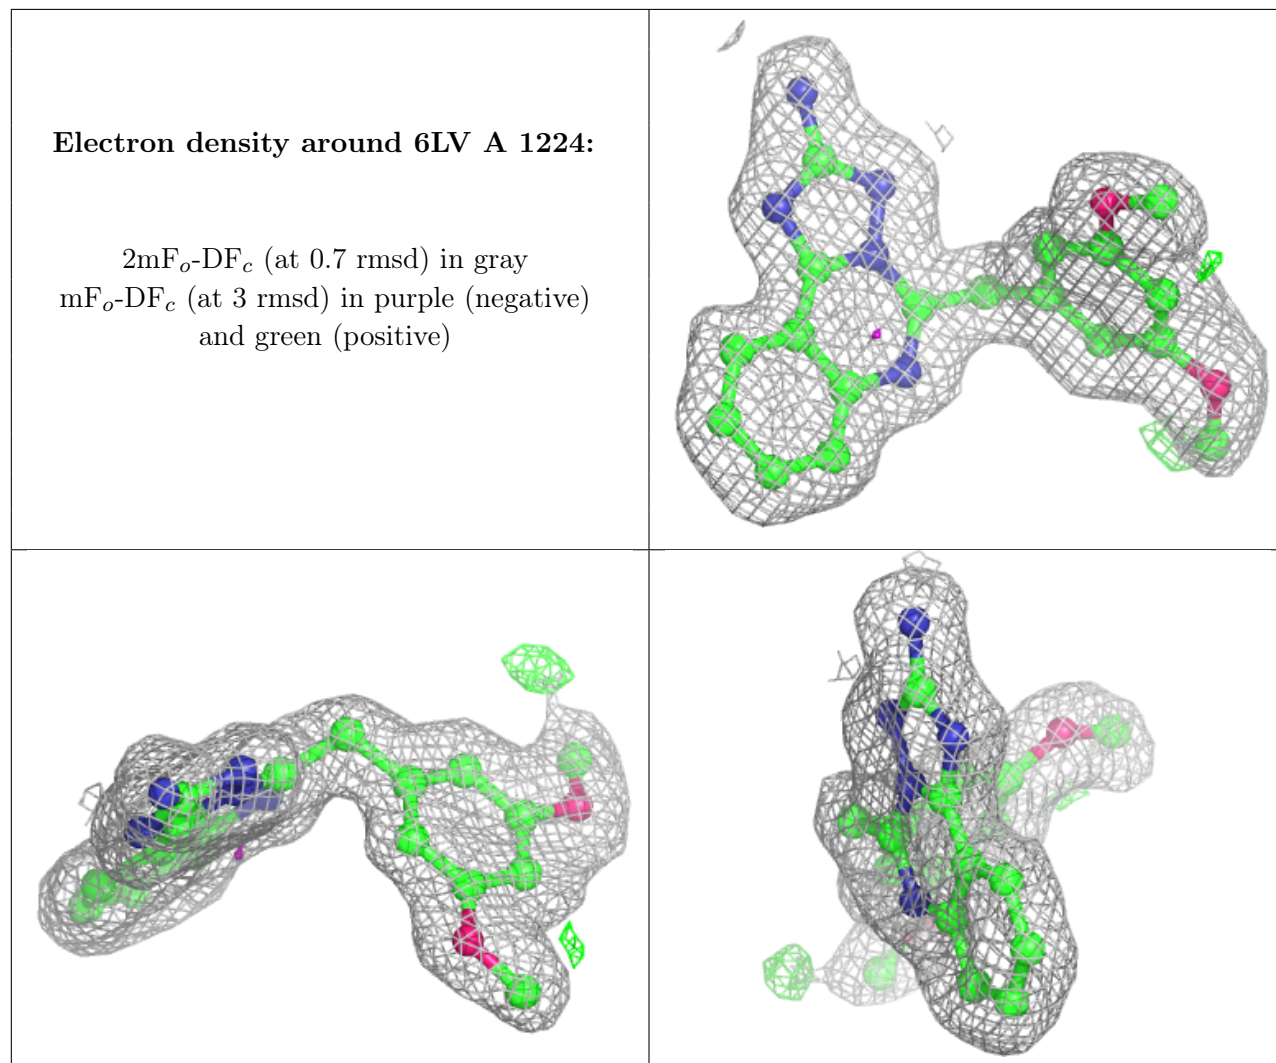 Electron density around 6LV A 1224:
2mFo-DFc (at 0.7 rmsd) in gray
mFo-DFc (at 3 rmsd) in purple (negative)
and green (positive)